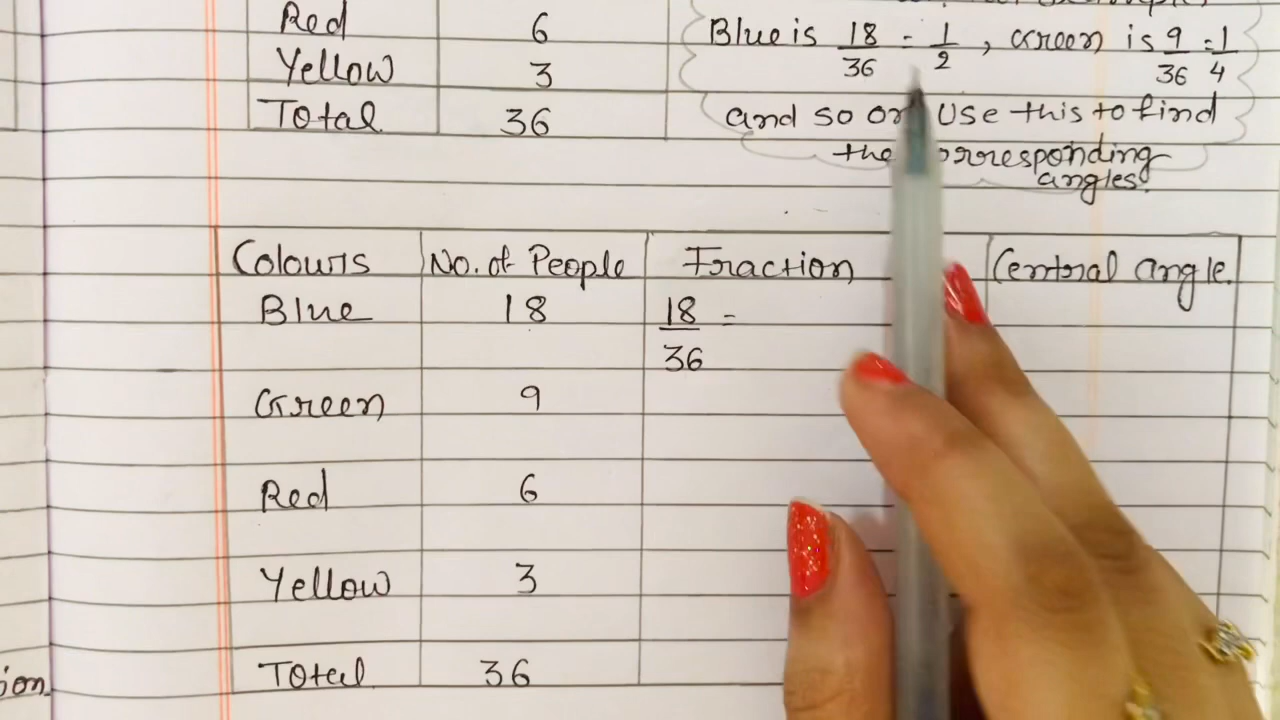 Red 6
Blue is 18/36 = 1/2, Green is 9/36 = 1/4
Yellow 3
Total 36
and so on Use this to find
the corresponding
angles.
Colours No. of People Fraction Central angle.
Blue 18 18/36 =
Green 9
Red 6
Yellow 3
Total 36
ion